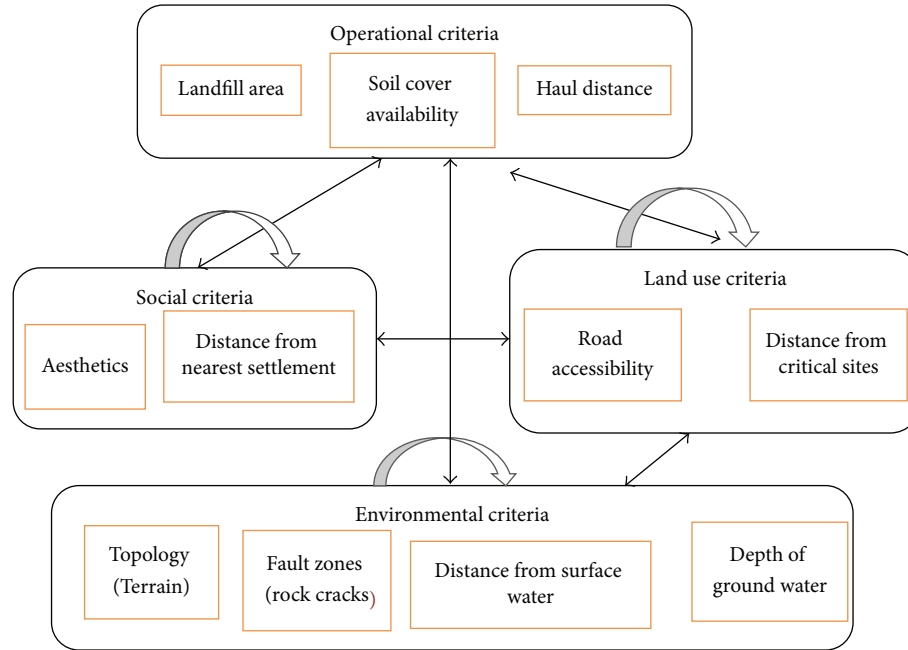 Operational criteria
Landfill area
Soil cover
availability
Haul distance
Social criteria
Aesthetics
Distance from
nearest settlement
Land use criteria
Road
accessibility
Distance from
critical sites
Environmental criteria
Topology
(Terrain)
Fault zones
(rock cracks)
Distance from surface
water
Depth of
ground water